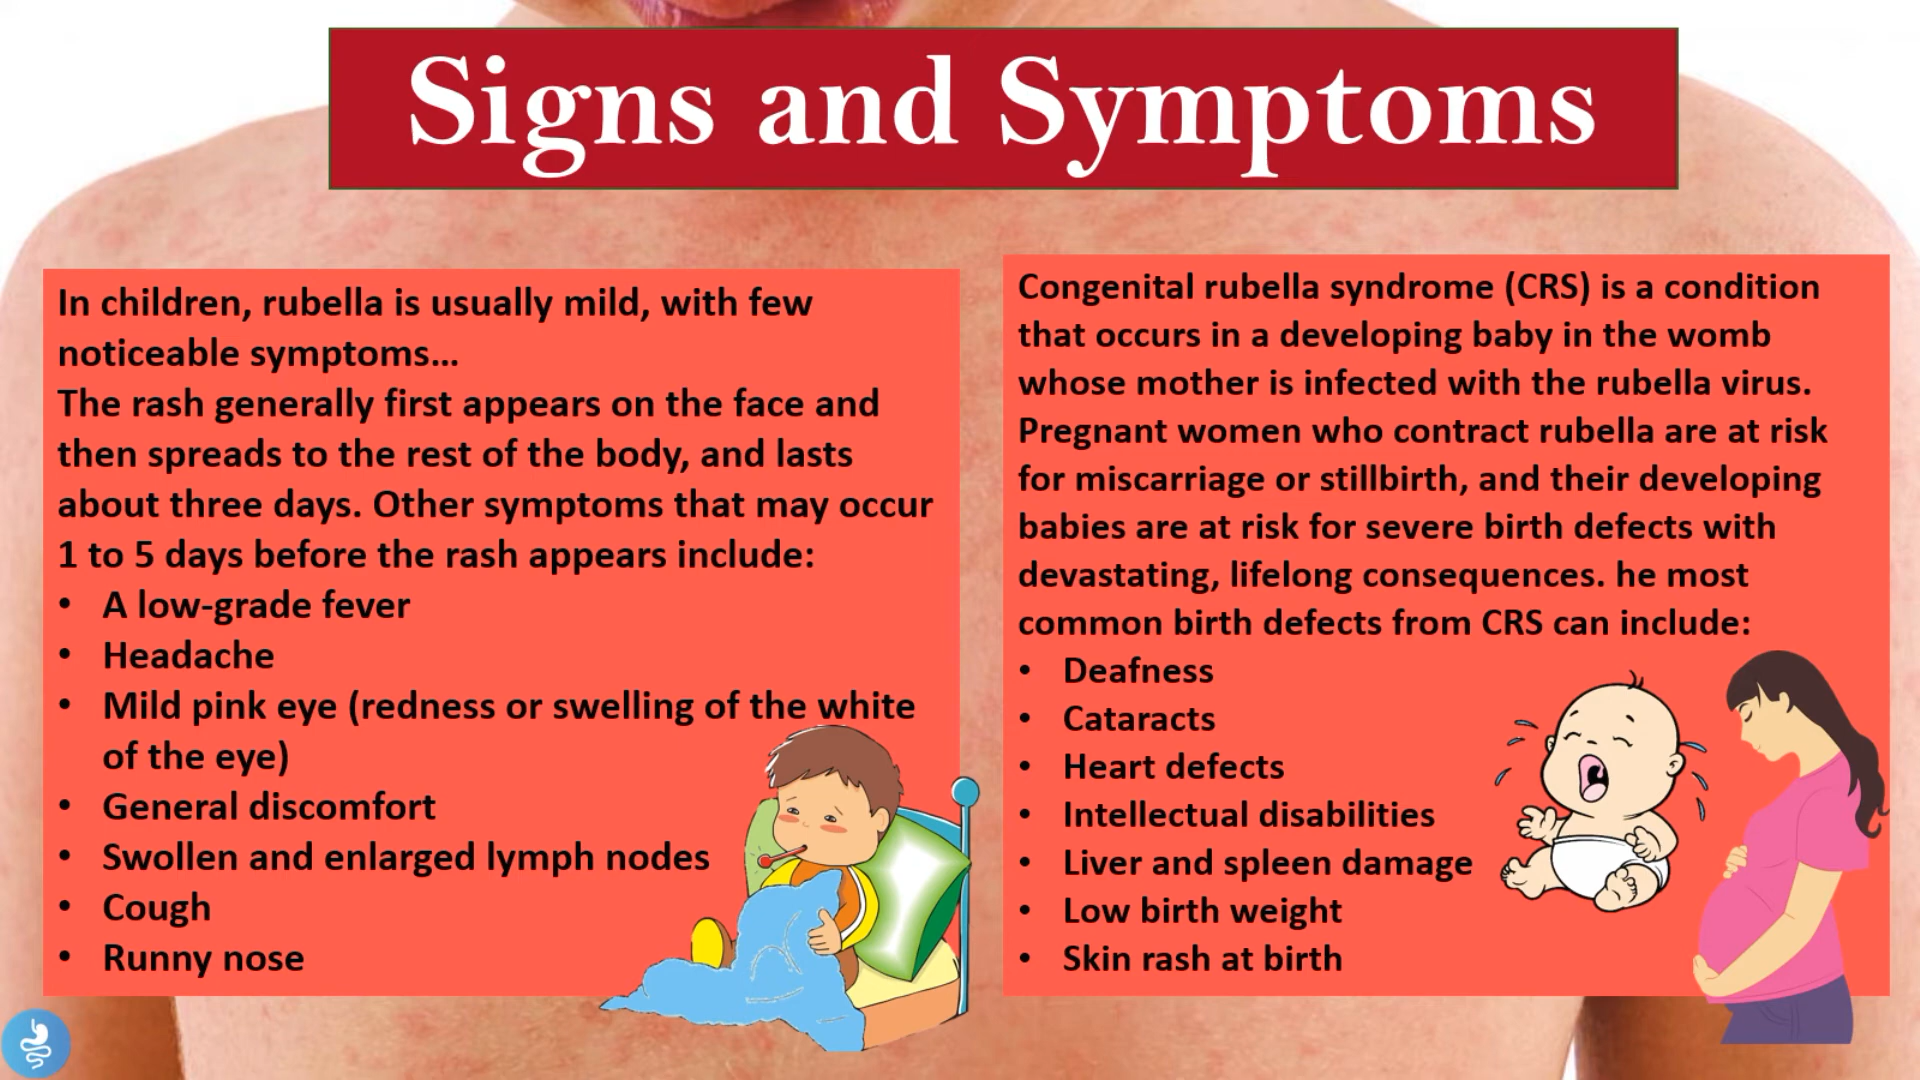 Signs and Symptoms
In children, rubella is usually mild, with few
noticeable symptoms...
The rash generally first appears on the face and
then spreads to the rest of the body, and lasts
about three days. Other symptoms that may occur
1 to 5 days before the rash appears include:
• A low-grade fever
• Headache
• Mild pink eye (redness or swelling of the white
of the eye)
• General discomfort
• Swollen and enlarged lymph nodes
• Cough
• Runny nose
Congenital rubella syndrome (CRS) is a condition
that occurs in a developing baby in the womb
whose mother is infected with the rubella virus.
Pregnant women who contract rubella are at risk
for miscarriage or stillbirth, and their developing
babies are at risk for severe birth defects with
devastating, lifelong consequences. he most
common birth defects from CRS can include:
• Deafness
• Cataracts
• Heart defects
• Intellectual disabilities
• Liver and spleen damage
• Low birth weight
• Skin rash at birth